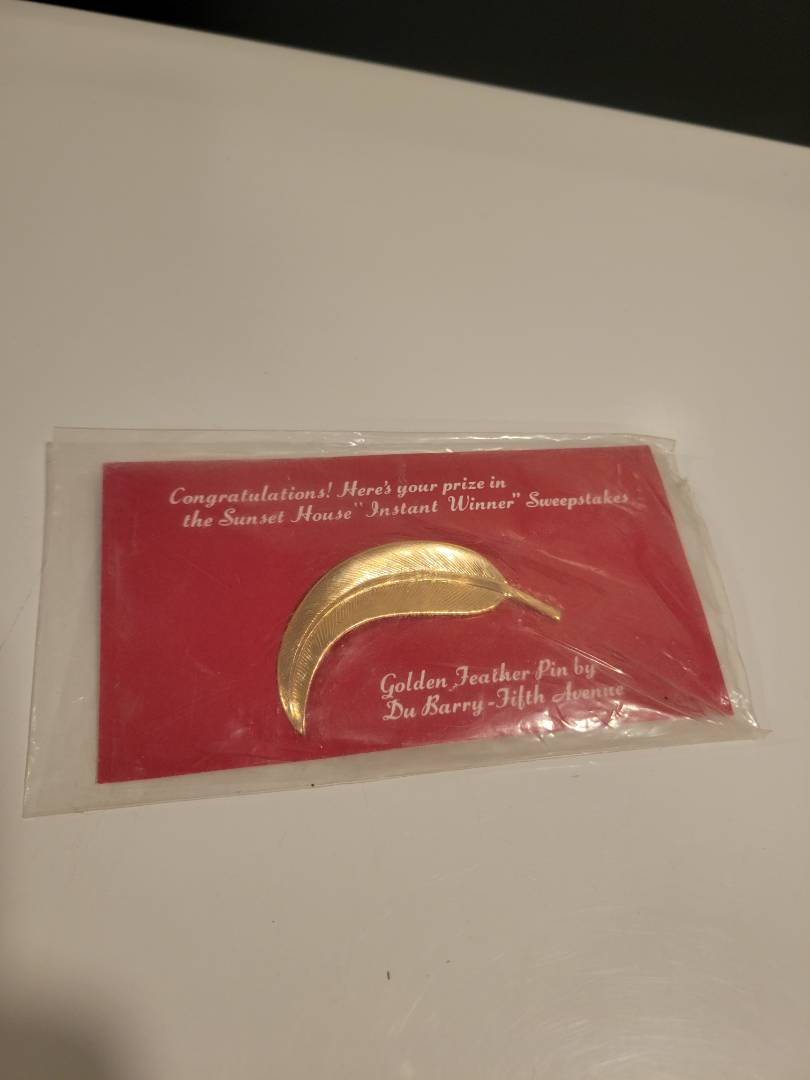 Congratulations! Here's your prize in
the Sunset House "Instant Winner" Sweepstakes
Golden Feather Pin by
Du Barry-Fifth Avenue